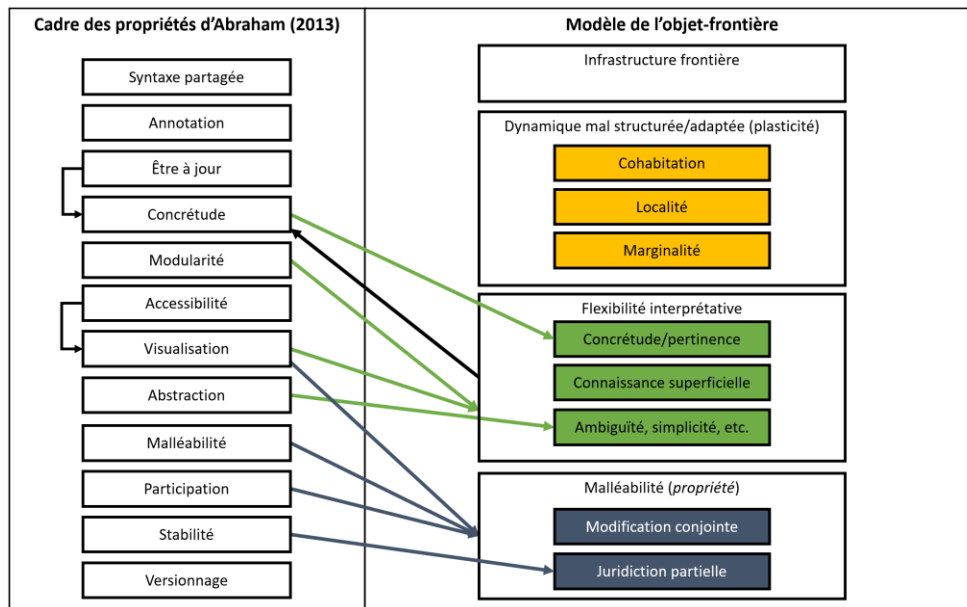 Cadre des propriétés d'Abraham (2013)
Syntaxe partagée
Annotation
Être à jour
Concrétude
Modularité
Accessibilité
Visualisation
Abstraction
Malléabilité
Participation
Stabilité
Versionnage
Modèle de l'objet-frontière
Infrastructure frontière
Dynamique mal structurée/adaptée (plasticité)
Cohabitation
Localité
Marginalité
Flexibilité interprétative
Concrétude/pertinence
Connaissance superficielle
Ambiguïté, simplicité, etc.
Malléabilité (propriété)
Modification conjointe
Juridiction partielle